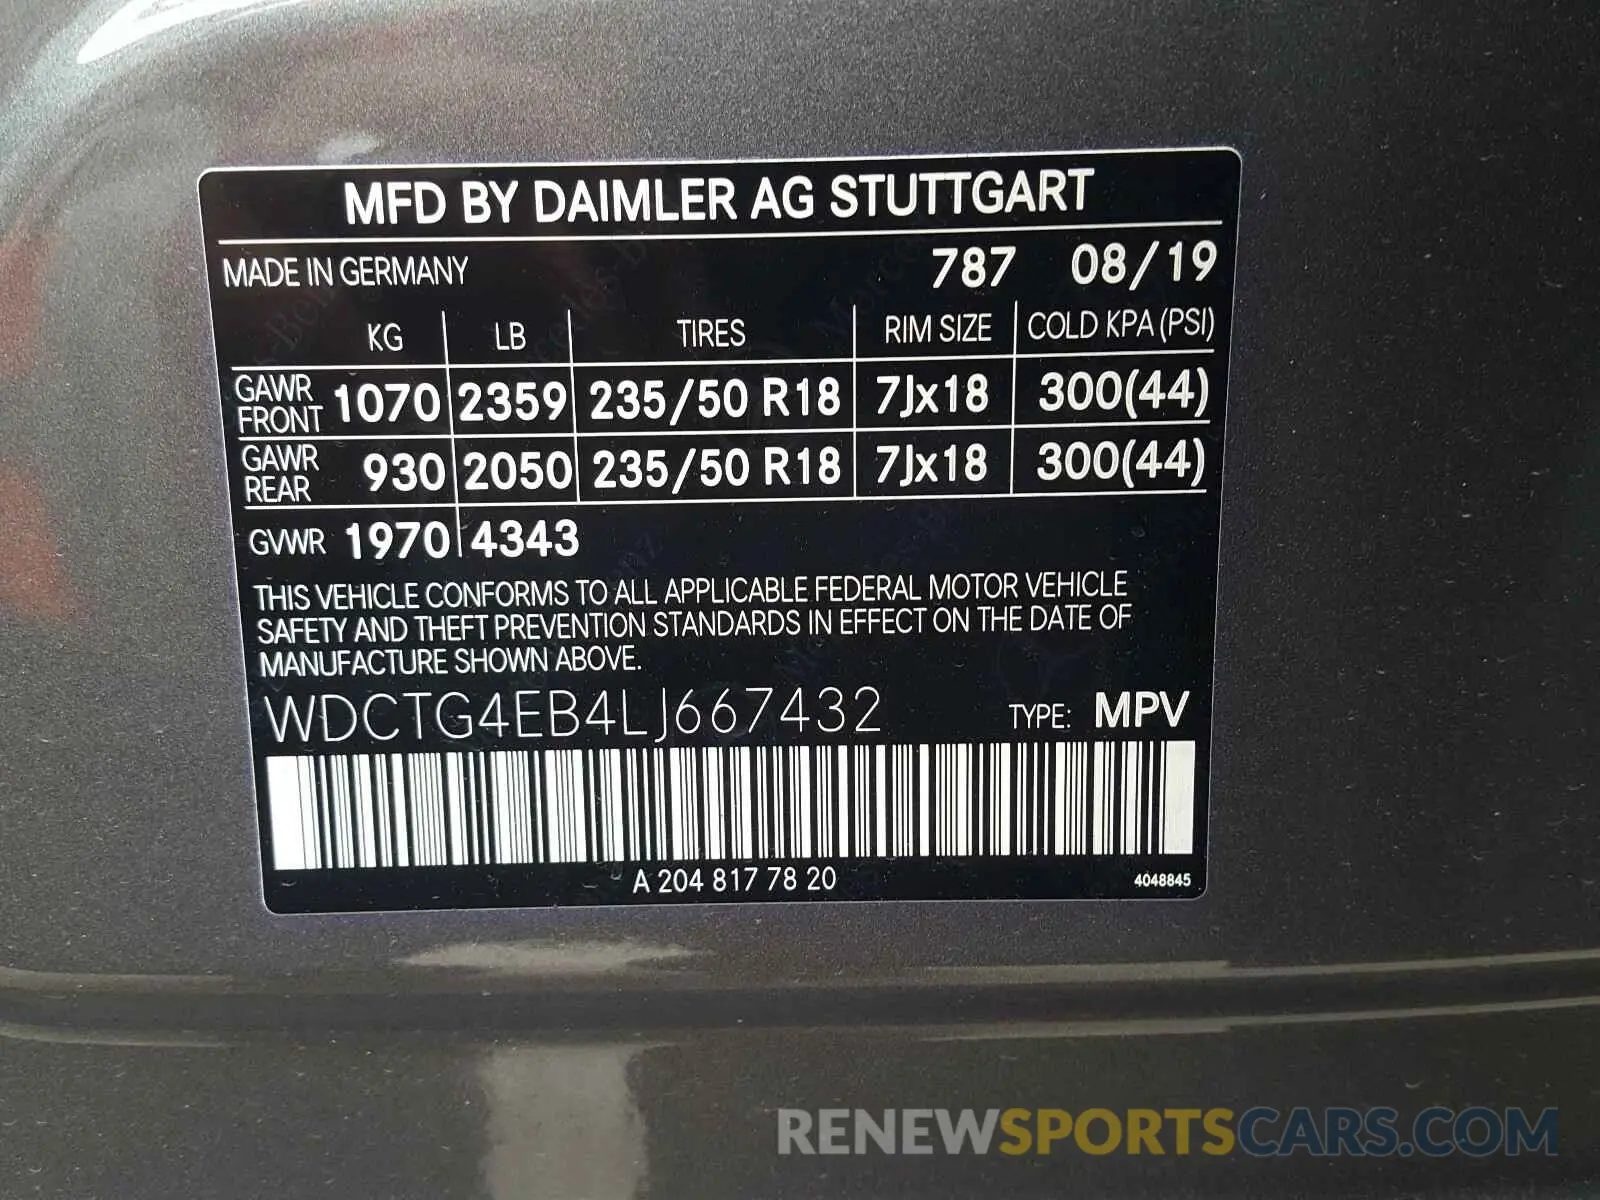 MFD BY DAIMLER AG STUTTGART
MADE IN GERMANY 787 08/19
KG LB TIRES RIM SIZE COLD KPA (PSI)
GAWR FRONT 1070 2359 235/50 R18 7Jx18 300(44)
GAWR REAR 930 2050 235/50 R18 7Jx18 300(44)
GVWR 1970 4343
THIS VEHICLE CONFORMS TO ALL APPLICABLE FEDERAL MOTOR VEHICLE
SAFETY AND THEFT PREVENTION STANDARDS IN EFFECT ON THE DATE OF
MANUFACTURE SHOWN ABOVE.
WDCTG4EB4LJ667432 TYPE: MPV
A 204 817 78 20 4048845
RENEWSPORTSCARS.COM